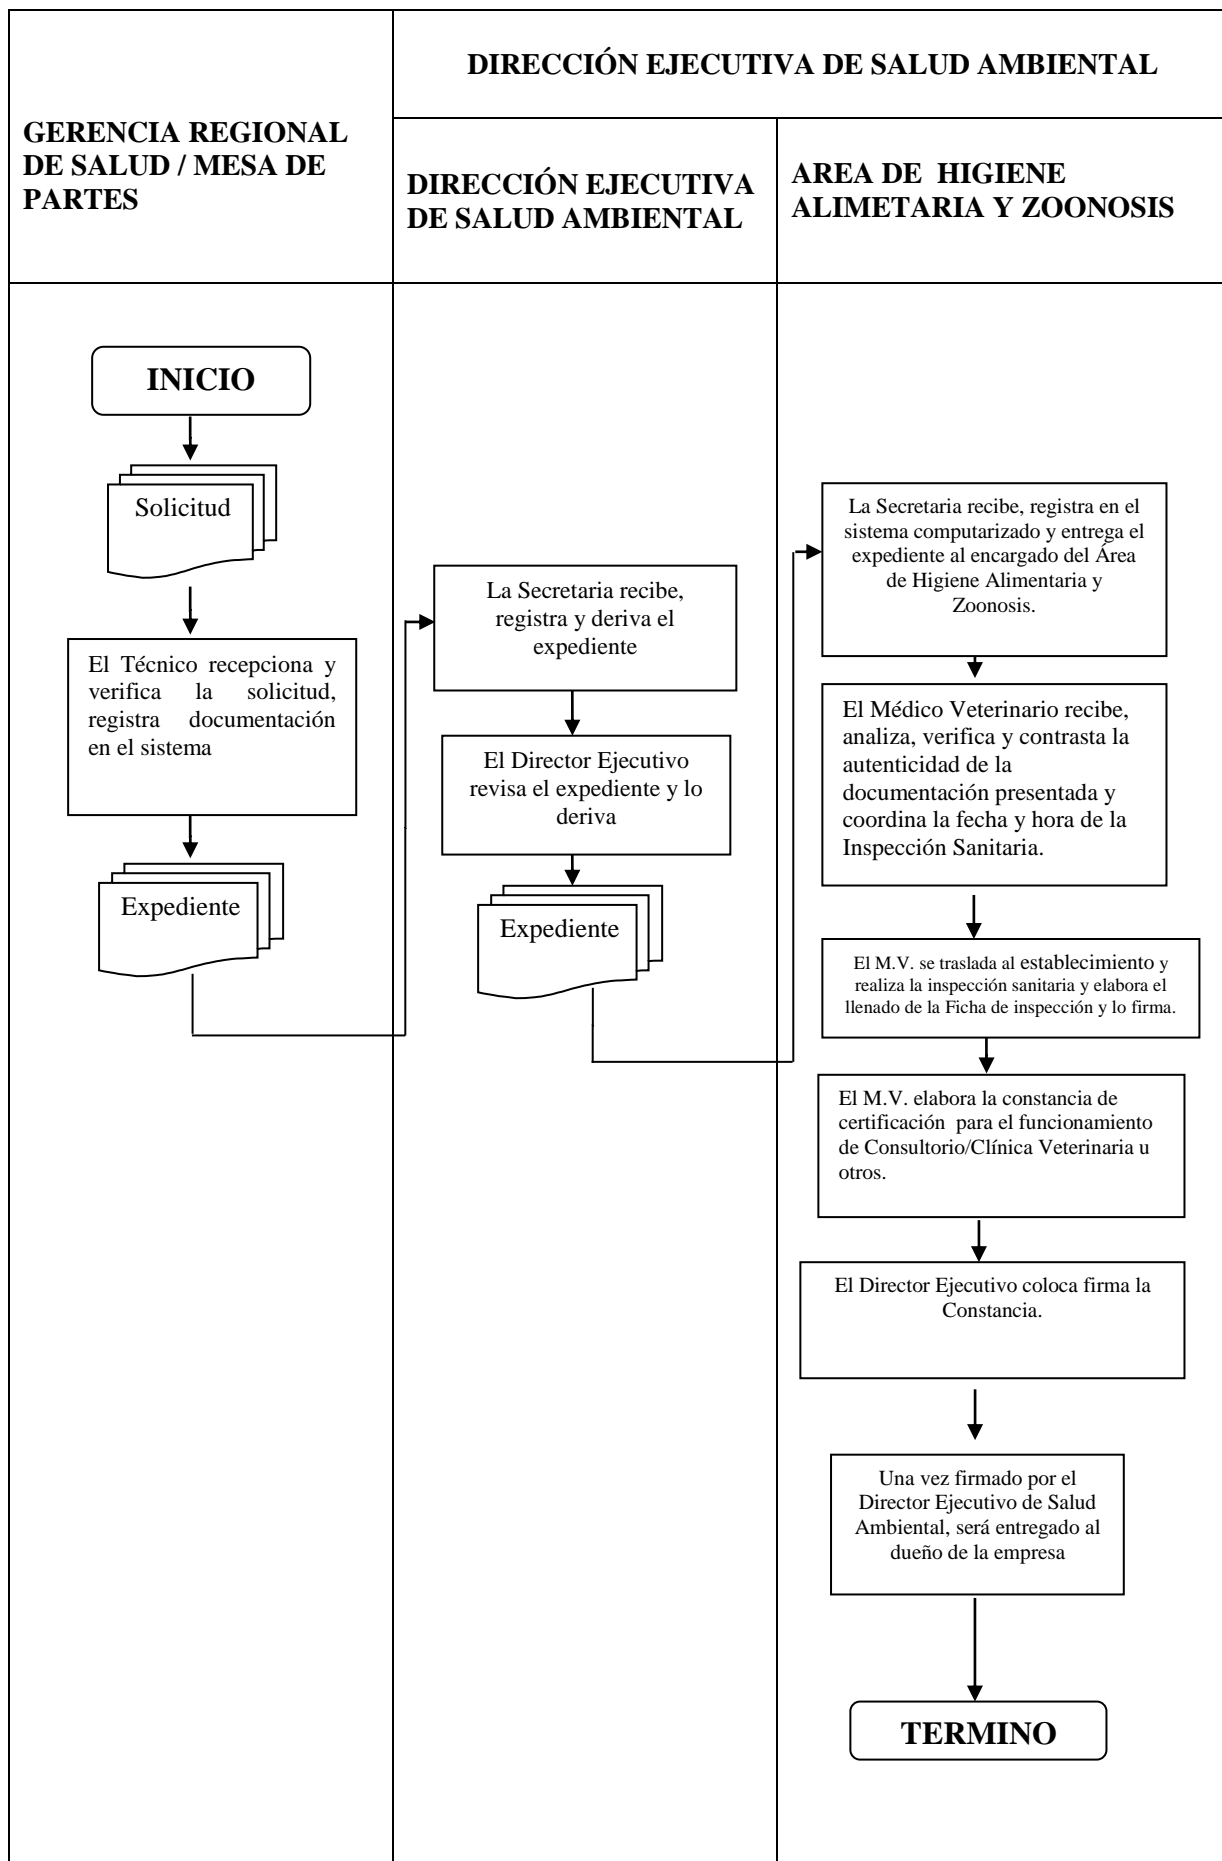 DIRECCIÓN EJECUTIVA DE SALUD AMBIENTAL
GERENCIA REGIONAL
DE SALUD / MESA DE
PARTES
DIRECCIÓN EJECUTIVA
DE SALUD AMBIENTAL
AREA DE HIGIENE
ALIMETARIA Y ZOONOSIS
INICIO
Solicitud
El Técnico recepciona y
verifica la solicitud,
registra documentación
en el sistema
Expediente
La Secretaria recibe,
registra y deriva el
expediente
El Director Ejecutivo
revisa el expediente y lo
deriva
Expediente
La Secretaria recibe, registra en el
sistema computarizado y entrega el
expediente al encargado del Área
de Higiene Alimentaria y
Zoonosis.
El Médico Veterinario recibe,
analiza, verifica y contrasta la
autenticidad de la
documentación presentada y
coordina la fecha y hora de la
Inspección Sanitaria.
El M.V. se traslada al establecimiento y
realiza la inspección sanitaria y elabora el
llenado de la Ficha de inspección y lo firma.
El M.V. elabora la constancia de
certificación para el funcionamiento
de Consultorio/Clínica Veterinaria u
otros.
El Director Ejecutivo coloca firma la
Constancia.
Una vez firmado por el
Director Ejecutivo de Salud
Ambiental, será entregado al
dueño de la empresa
TERMINO